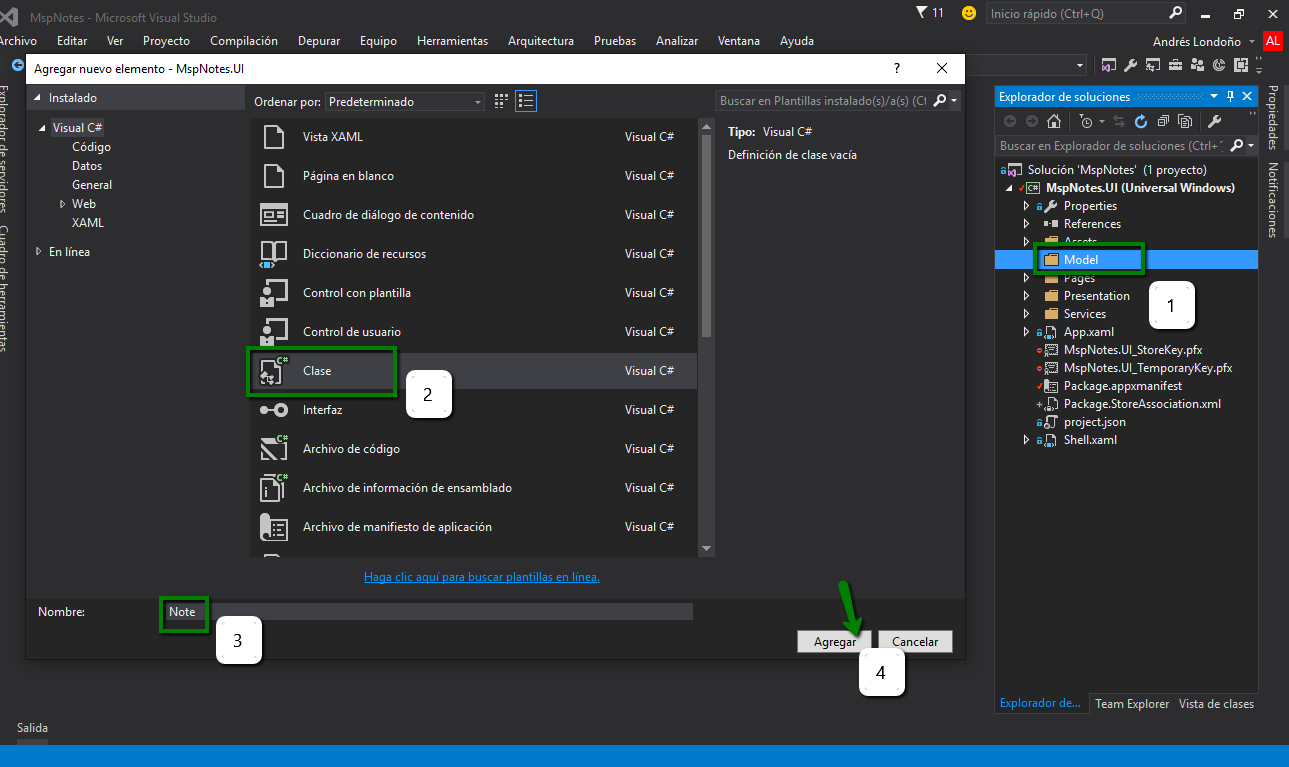 MspNotes - Microsoft Visual Studio
11
Inicio rápido (Ctrl+Q)
Archivo Editar Ver Proyecto Compilación Depurar Equipo Herramientas Arquitectura Pruebas Analizar Ventana Ayuda
Andrés Londoño AL
Explorador de servidores
Cuadro de herramientas
Agregar nuevo elemento - MspNotes.UI
?
Instalado
Visual C#
Código
Datos
General
Web
XAML
En línea
Ordenar por: Predeterminado
Buscar en Plantillas instalado(s)/a(s) (Ct
Vista XAML Visual C#
Página en blanco Visual C#
Cuadro de diálogo de contenido Visual C#
Diccionario de recursos Visual C#
Control con plantilla Visual C#
Control de usuario Visual C#
Clase Visual C#
2
Interfaz Visual C#
Archivo de código Visual C#
Archivo de información de ensamblado Visual C#
Archivo de manifiesto de aplicación Visual C#
Tipo: Visual C#
Definición de clase vacía
Haga clic aquí para buscar plantillas en línea.
Nombre: Note
3
Agregar Cancelar
4
Explorador de soluciones
Buscar en Explorador de soluciones (Ctrl+
Solución 'MspNotes' (1 proyecto)
C# MspNotes.UI (Universal Windows)
Properties
References
Assets
Model
1
Pages
Presentation
Services
App.xaml
MspNotes.UI_StoreKey.pfx
MspNotes.UI_TemporaryKey.pfx
Package.appxmanifest
Package.StoreAssociation.xml
project.json
Shell.xaml
Explorador de... Team Explorer Vista de clases
Propiedades
Notificaciones
Salida